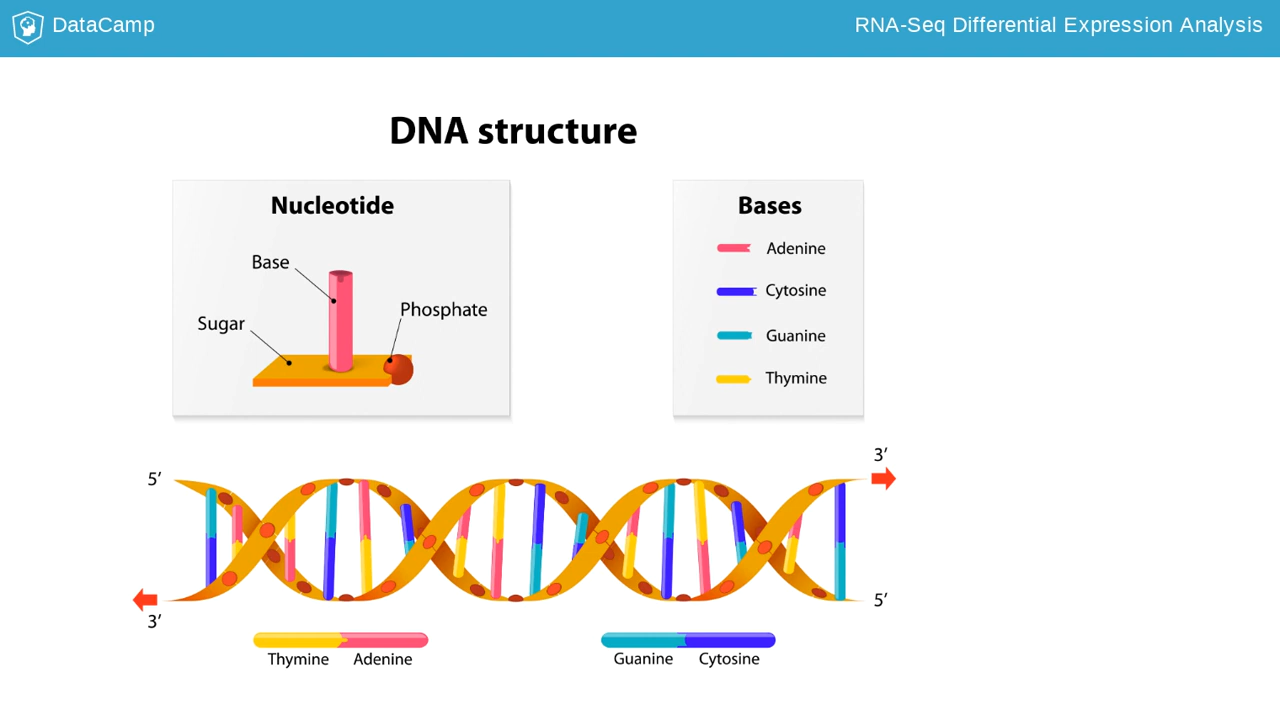 DataCamp
RNA-Seq Differential Expression Analysis
DNA structure
Nucleotide
Base
Phosphate
Sugar
Bases
Adenine
Cytosine
Guanine
Thymine
5’
3’
3’
5’
Thymine Adenine
Guanine Cytosine